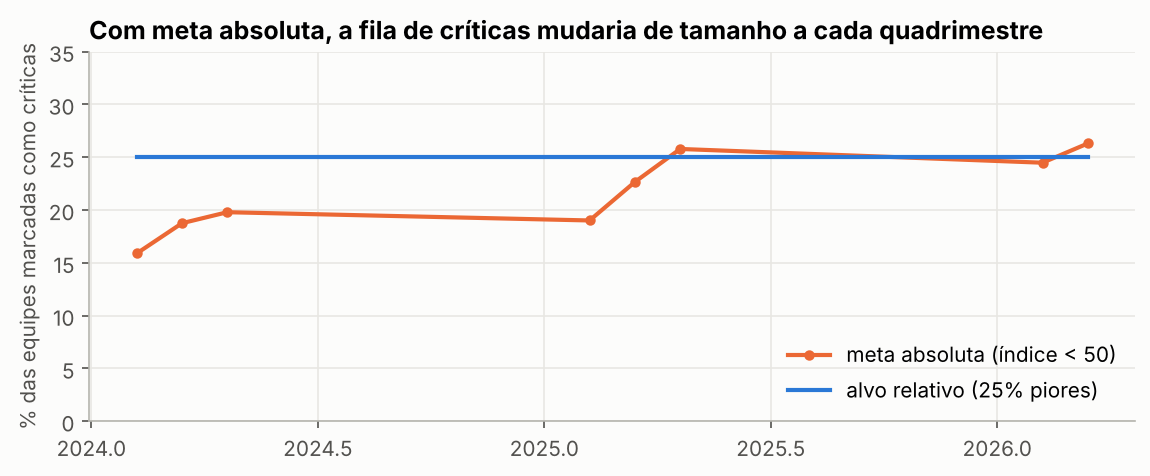 Com meta absoluta, a fila de críticas mudaria de tamanho a cada quadrimestre
% das equipes marcadas como críticas
35
30
25
20
15
10
5
0
meta absoluta (índice < 50)
alvo relativo (25% piores)
2024.0 2024.5 2025.0 2025.5 2026.0